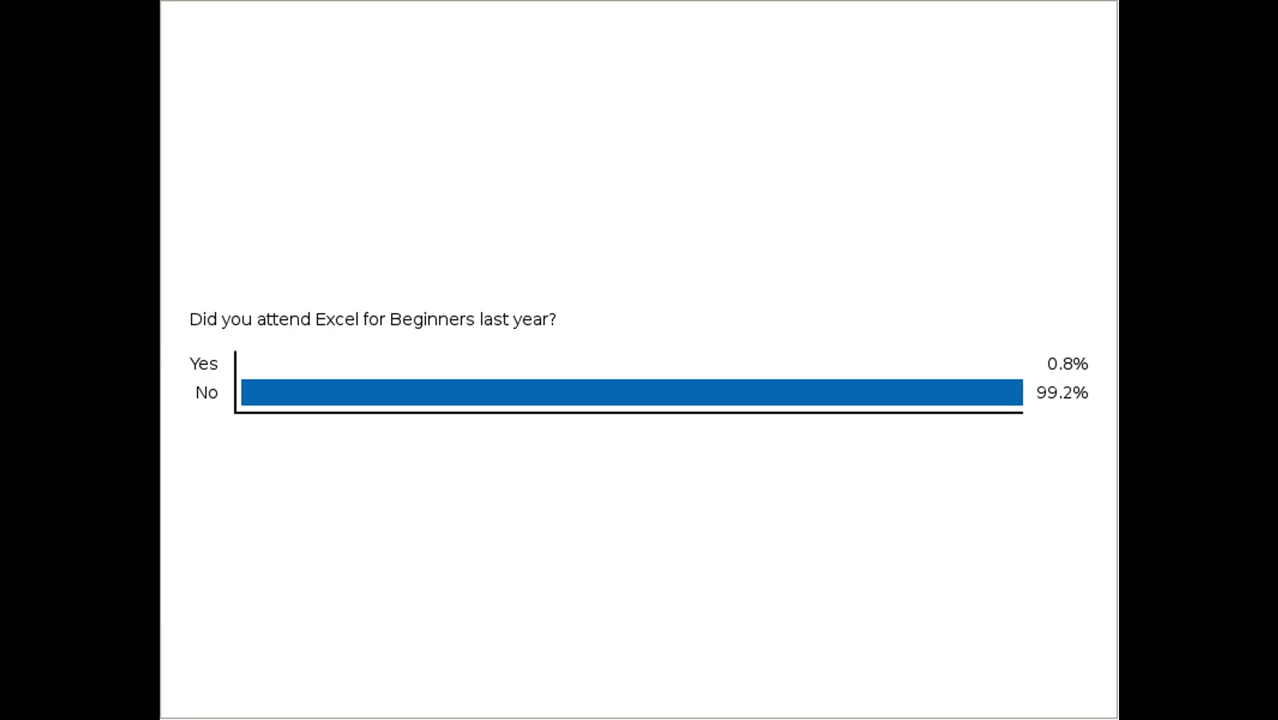 Did you attend Excel for Beginners last year?
Yes 0.8%
No 99.2%